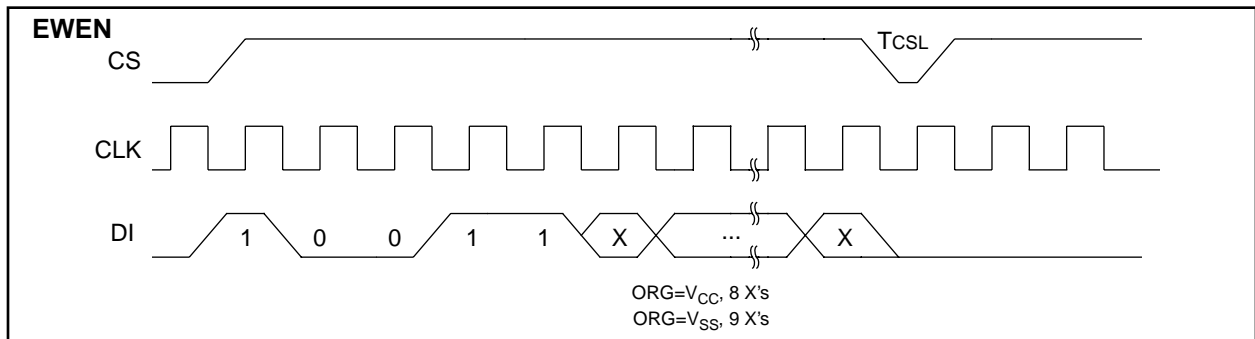 EWEN
CS
TCSL
CLK
DI
1 0 0 1 1 X ... X
ORG=VCC, 8 X's
ORG=VSS, 9 X's